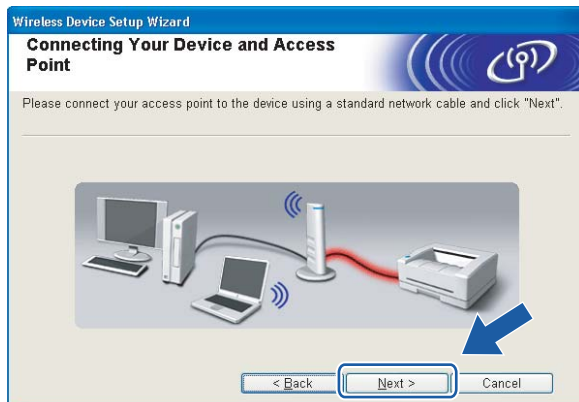 Wireless Device Setup Wizard
Connecting Your Device and Access
Point
Please connect your access point to the device using a standard network cable and click "Next".
< Back
Next >
Cancel